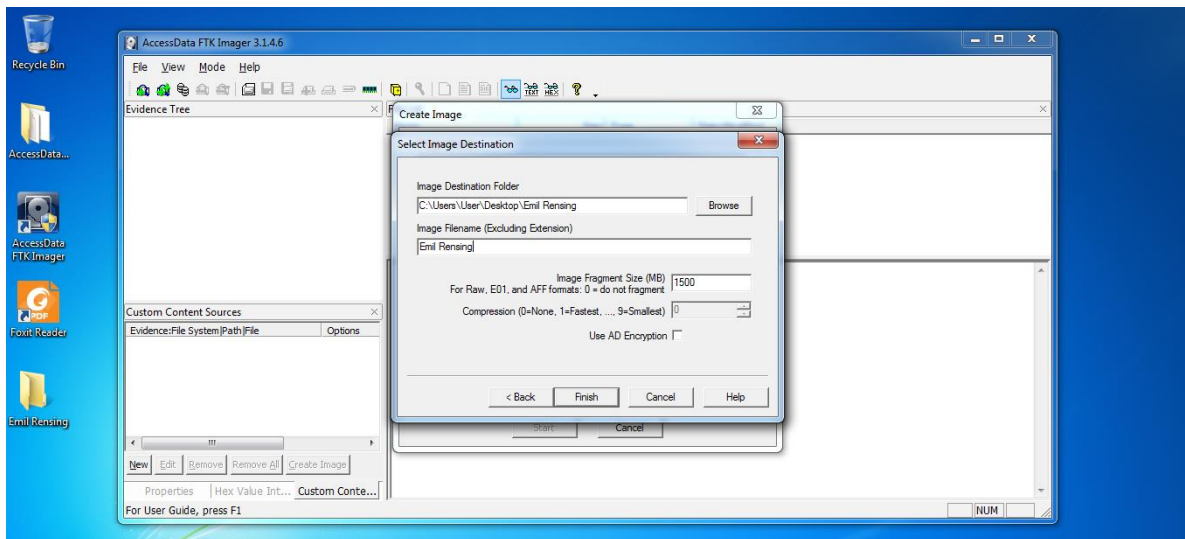 Recycle Bin
AccessData...
AccessData
FTK Imager
Foxit Reader
Emil Rensing
AccessData FTK Imager 3.1.4.6
File View Mode Help
Evidence Tree
Custom Content Sources
Evidence:File System|Path|File Options
New Edit Remove Remove All Create Image
Properties Hex Value Int... Custom Conte...
For User Guide, press F1
NUM
Create Image
Select Image Destination
Image Destination Folder
C:\Users\User\Desktop\Emil Rensing Browse
Image Filename (Excluding Extension)
Emil Rensing
Image Fragment Size (MB) 1500
For Raw, E01, and AFF formats: 0 = do not fragment
Compression (0=None, 1=Fastest, ..., 9=Smallest) 0
Use AD Encryption
< Back Finish Cancel Help
Start Cancel